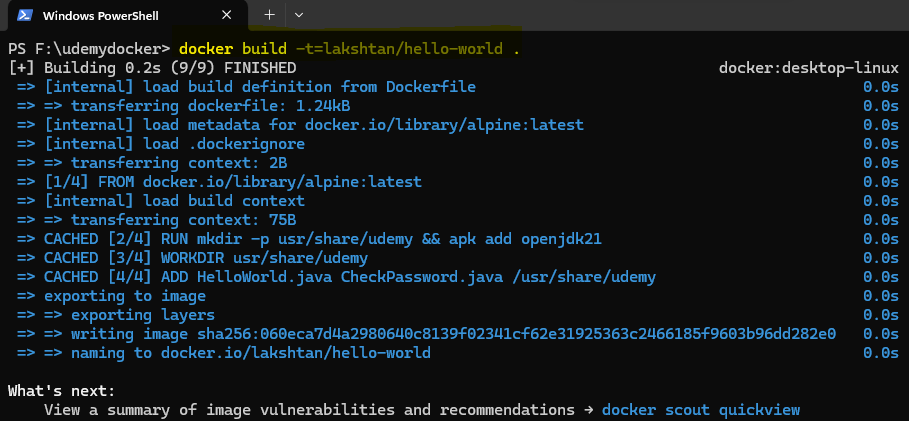 Windows PowerShell
PS F:\udemydocker> docker build -t=lakshtan/hello-world .
[+] Building 0.2s (9/9) FINISHED docker:desktop-linux
=> [internal] load build definition from Dockerfile 0.0s
=> => transferring dockerfile: 1.24kB 0.0s
=> [internal] load metadata for docker.io/library/alpine:latest 0.0s
=> [internal] load .dockerignore 0.0s
=> => transferring context: 2B 0.0s
=> [1/4] FROM docker.io/library/alpine:latest 0.0s
=> [internal] load build context 0.0s
=> => transferring context: 75B 0.0s
=> CACHED [2/4] RUN mkdir -p usr/share/udemy && apk add openjdk21 0.0s
=> CACHED [3/4] WORKDIR usr/share/udemy 0.0s
=> CACHED [4/4] ADD HelloWorld.java CheckPassword.java /usr/share/udemy 0.0s
=> exporting to image 0.0s
=> => exporting layers 0.0s
=> => writing image sha256:060eca7d4a2980640c8139f02341cf62e31925363c2466185f9603b96dd282e0 0.0s
=> => naming to docker.io/lakshtan/hello-world 0.0s
What's next:
View a summary of image vulnerabilities and recommendations → docker scout quickview